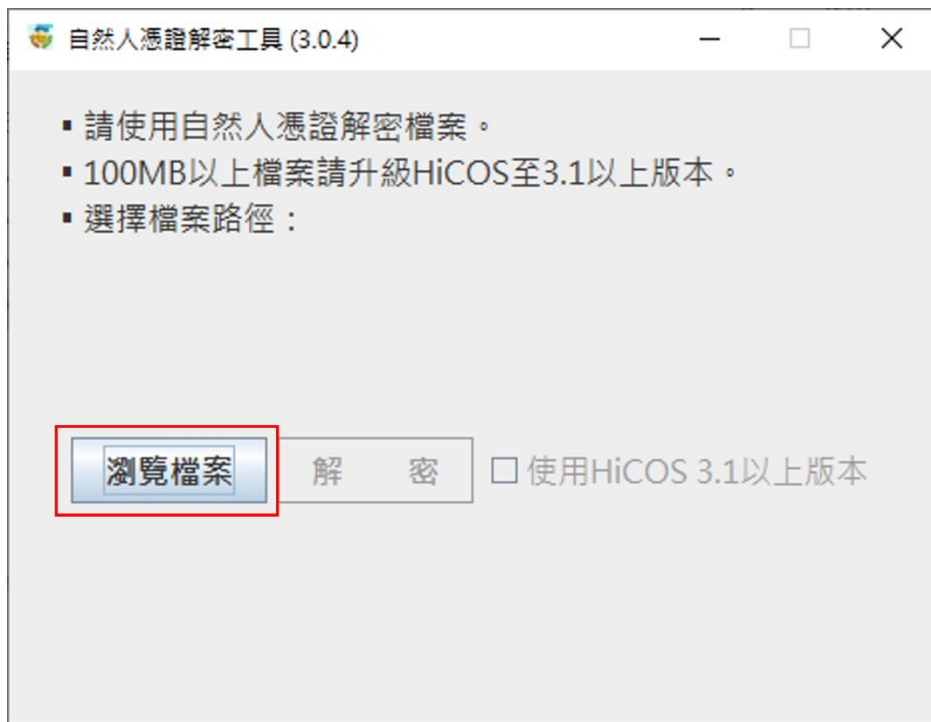 自然人憑證解密工具 (3.0.4)
▪ 請使用自然人憑證解密檔案。
▪ 100MB以上檔案請升級HiCOS至3.1以上版本。
▪ 選擇檔案路徑：
瀏覽檔案 解 密 使用HiCOS 3.1以上版本